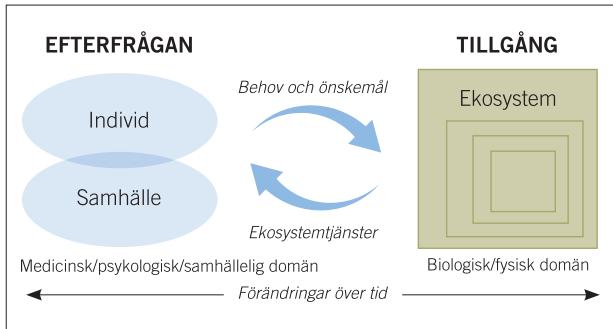 EFTERFRÅGAN
TILLGÅNG
Behov och önskemål
Individ
Samhälle
Ekosystem
Ekosystemtjänster
Medicinsk/psykologisk/samhällelig domän
Biologisk/fysisk domän
Förändringar över tid